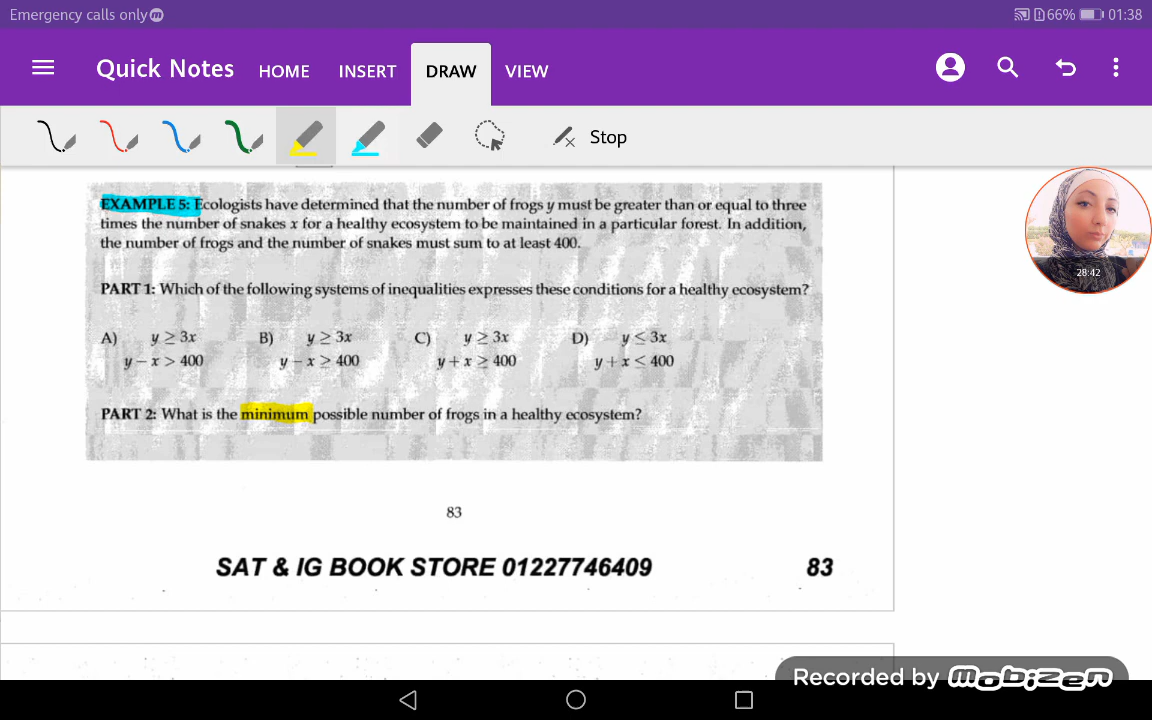 Emergency calls only
66% 01:38
Quick Notes HOME INSERT DRAW VIEW
Stop
EXAMPLE 5: Ecologists have determined that the number of frogs y must be greater than or equal to three
times the number of snakes x for a healthy ecosystem to be maintained in a particular forest. In addition,
the number of frogs and the number of snakes must sum to at least 400.
28:42
PART 1: Which of the following systems of inequalities expresses these conditions for a healthy ecosystem?
A) y ≥ 3x B) y ≥ 3x C) y ≥ 3x D) y ≤ 3x
y − x > 400 y − x ≥ 400 y + x ≥ 400 y + x ≤ 400
PART 2: What is the minimum possible number of frogs in a healthy ecosystem?
83
SAT & IG BOOK STORE 01227746409 83
Recorded by mobizen